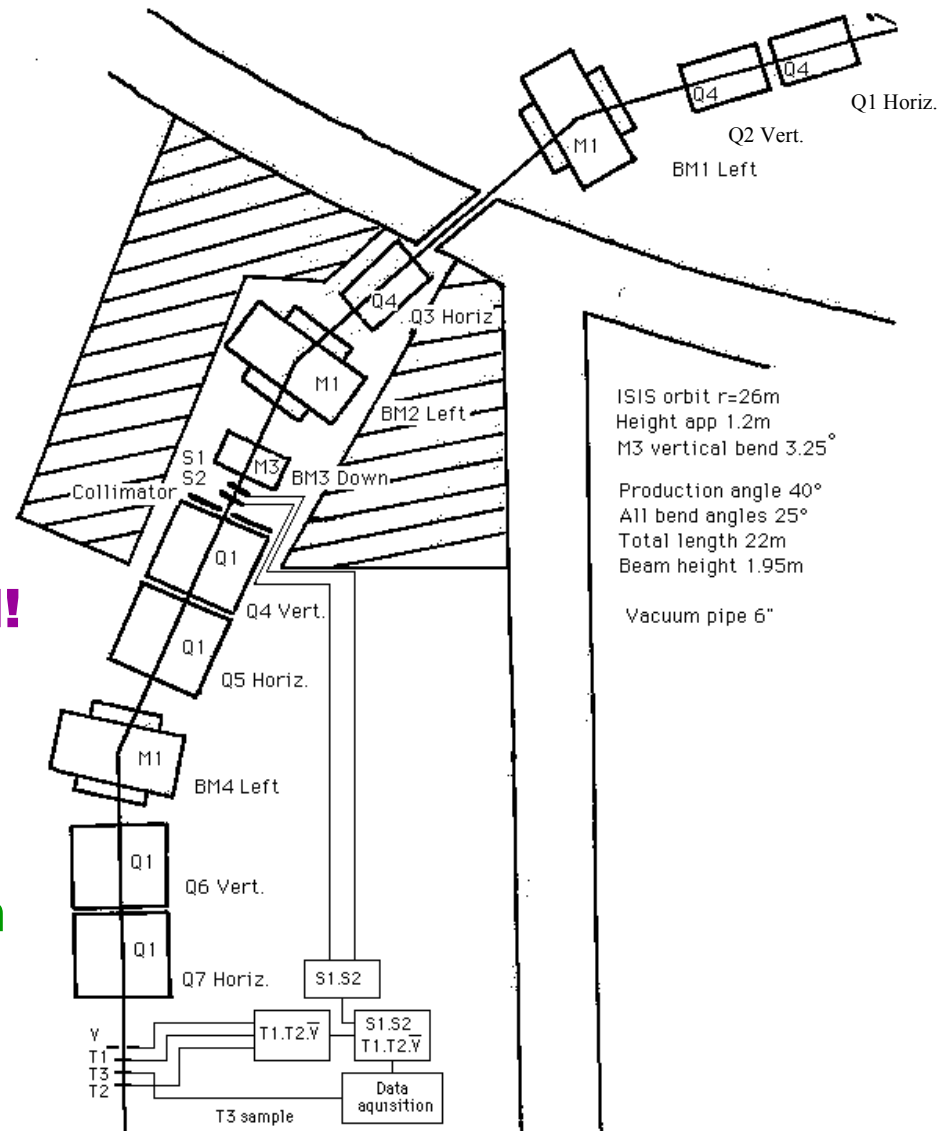 Q4
Q4
Q1 Horiz.
Q2 Vert.
M1
BM1 Left
Q4
Q3 Horiz
M1
BM2 Left
ISIS orbit r=26m
Height app 1.2m
M3 vertical bend 3.25°
Production angle 40°
All bend angles 25°
Total length 22m
Beam height 1.95m
Vacuum pipe 6"
S1
S2
M3
BM3 Down
Collimator
Q1
Q4 Vert.
!
Q1
Q5 Horiz.
M1
BM4 Left
Q1
Q6 Vert.
Q1
Q7 Horiz.
S1.S2
V
T1
T3
T2
T1.T2.V̅
S1.S2
T1.T2.V̅
Data
aquisition
T3 sample